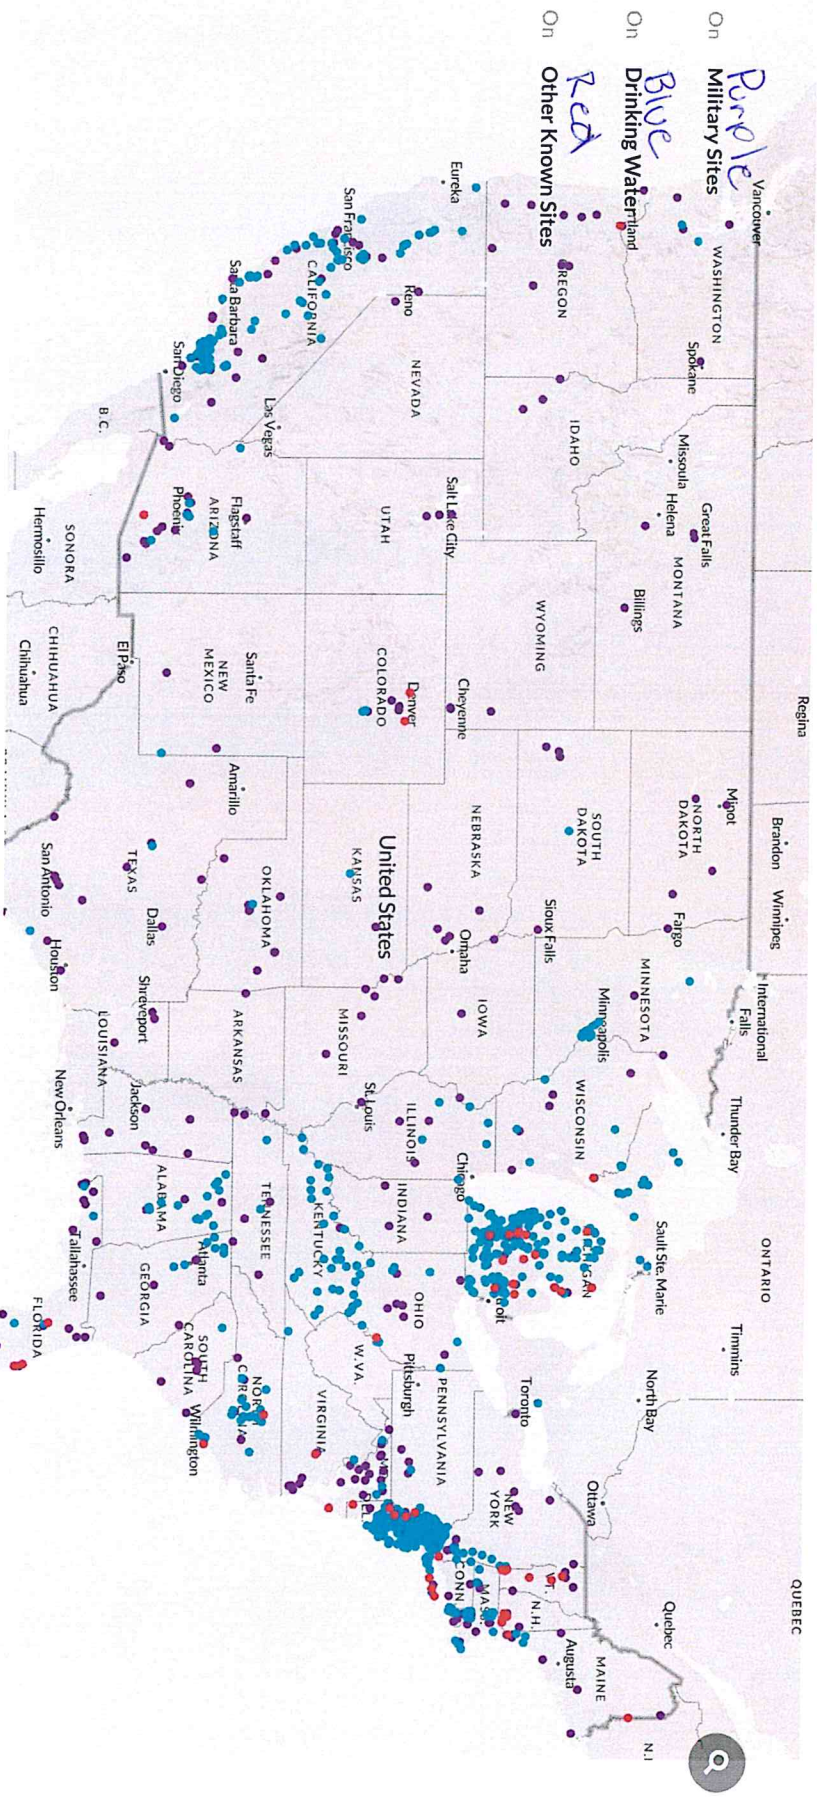 On Military Sites
Purple
On Drinking Water
Blue
On Other Known Sites
Red
Vancouver
WASHINGTON
Spokane
Missoula
Great Falls
Helena
MONTANA
Billings
Regina
Minot
NORTH
DAKOTA
Brandon
Winnipeg
Fargo
International
Falls
Thunder Bay
ONTARIO
Timmins
North Bay
Ottawa
QUEBEC
Quebec
MAINE
Augusta
Eureka
IDAHO
WYOMING
SOUTH
DAKOTA
Sioux Falls
MINNESOTA
Minneapolis
WISCONSIN
Sault Ste. Marie
Toronto
NEW
YORK
N.H.
Reno
NEVADA
Salt Lake City
UTAH
Cheyenne
Denver
COLORADO
NEBRASKA
Omaha
IOWA
Chicago
ILLINOIS
INDIANA
OHIO
Pittsburgh
PENNSYLVANIA
CONN.
San Francisco
CALIFORNIA
Las Vegas
United States
KANSAS
MISSOURI
St. Louis
KENTUCKY
W.VA.
VIRGINIA
Santa Barbara
San Diego
Flagstaff
ARIZONA
Phoenix
Santa Fe
NEW
MEXICO
Amarillo
OKLAHOMA
ARKANSAS
TENNESSEE
SOUTH
CAROLINA
Wilmington
B.C.
SONORA
Hermosillo
El Paso
CHIHUAHUA
Chihuahua
TEXAS
Dallas
San Antonio
Houston
Shreveport
LOUISIANA
New Orleans
Jackson
ALABAMA
Atlanta
GEORGIA
Tallahassee
FLORIDA